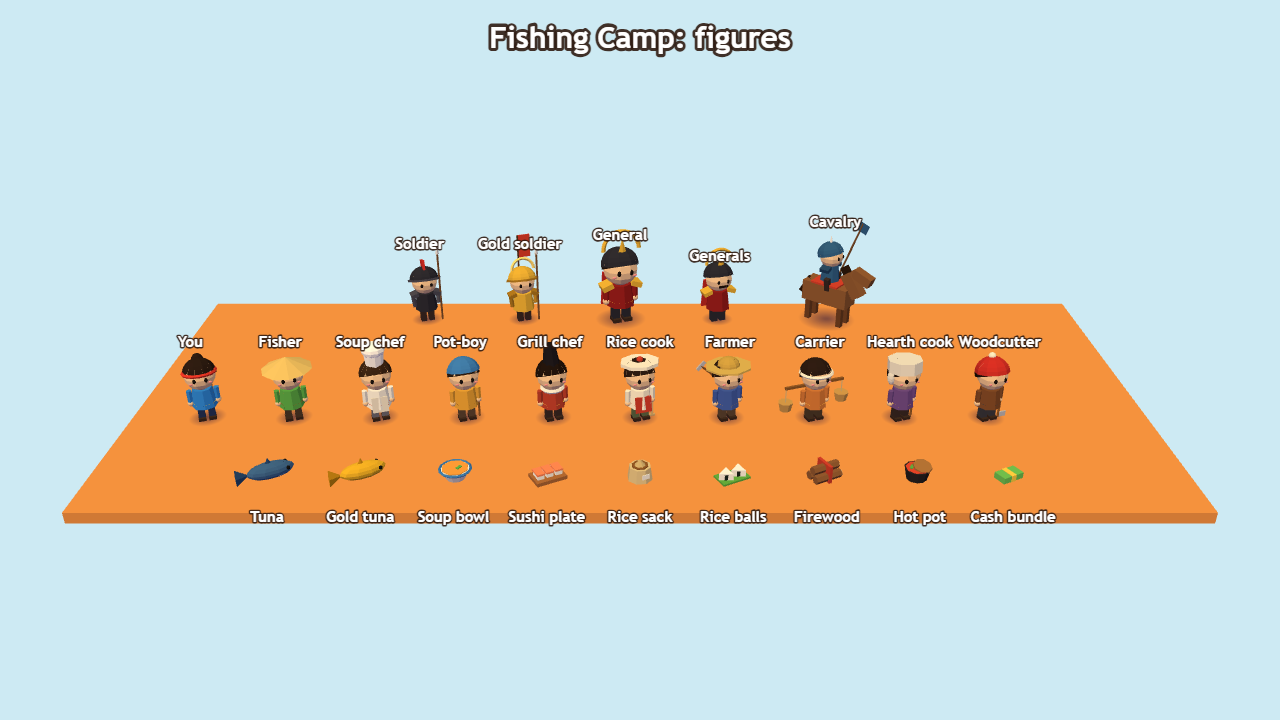 Fishing Camp: figures
Cavalry
General
Soldier
Gold soldier
Generals
You
Fisher
Soup chef
Pot-boy
Grill chef
Rice cook
Farmer
Carrier
Hearth cook
Woodcutter
Tuna
Gold tuna
Soup bowl
Sushi plate
Rice sack
Rice balls
Firewood
Hot pot
Cash bundle